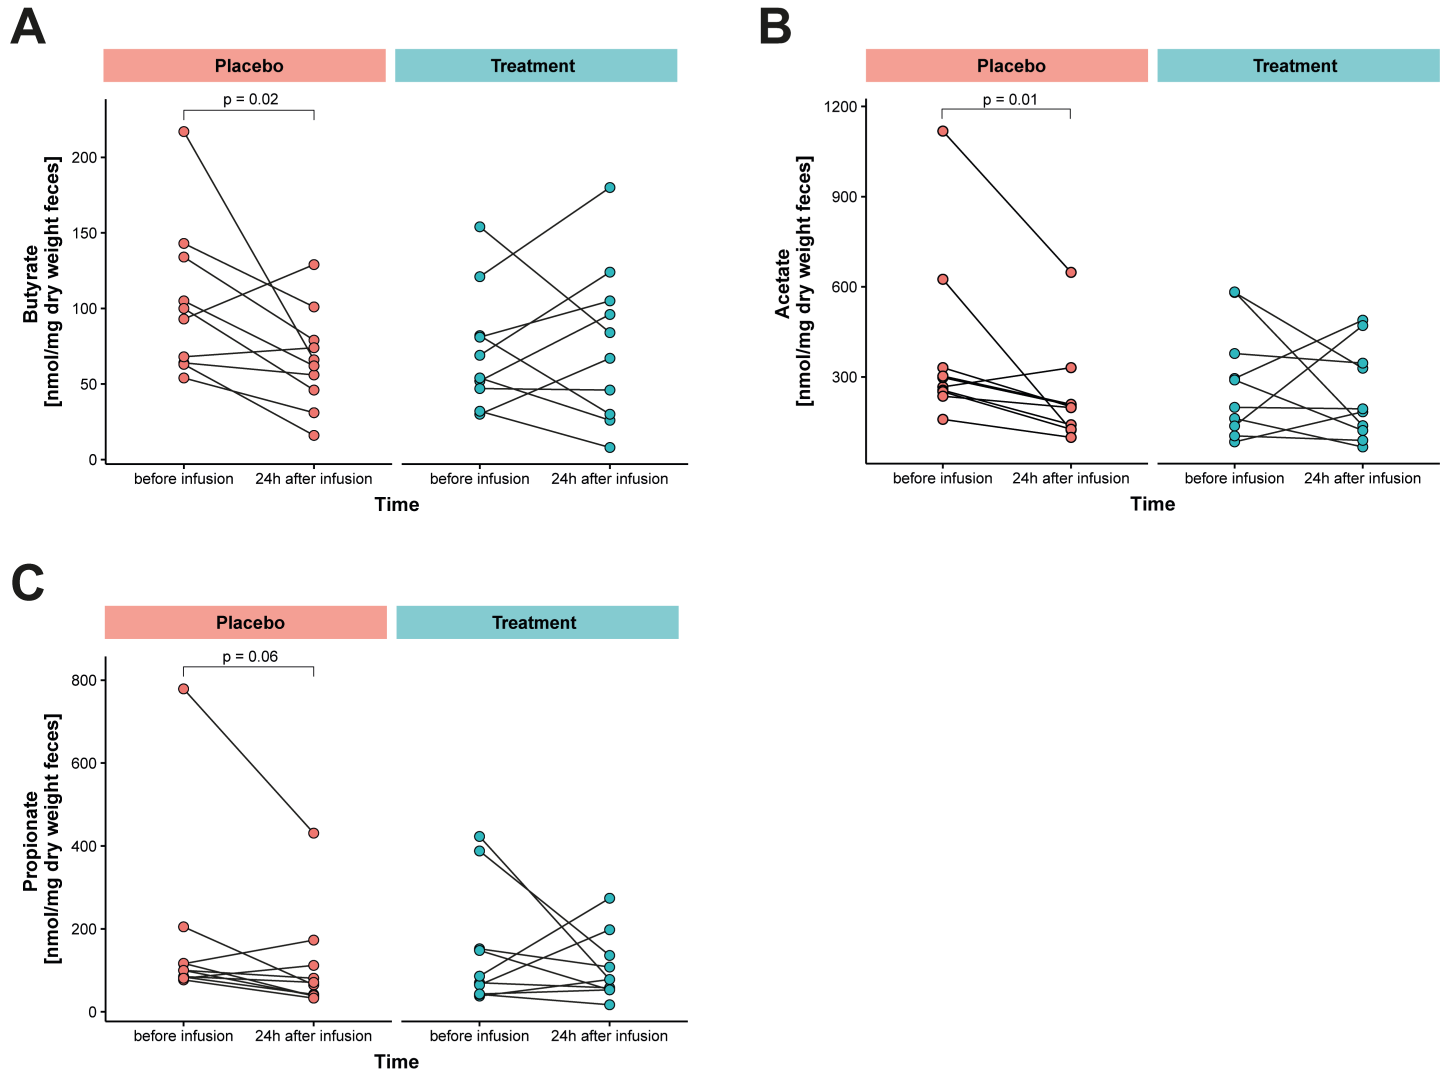 A
Placebo
Treatment
p = 0.02
Butyrate
[nmol/mg dry weight feces]
200
150
100
50
0
before infusion
24h after infusion
before infusion
24h after infusion
Time
B
Placebo
Treatment
p = 0.01
Acetate
[nmol/mg dry weight feces]
1200
900
600
300
before infusion
24h after infusion
before infusion
24h after infusion
Time
C
Placebo
Treatment
p = 0.06
Propionate
[nmol/mg dry weight feces]
800
600
400
200
0
before infusion
24h after infusion
before infusion
24h after infusion
Time